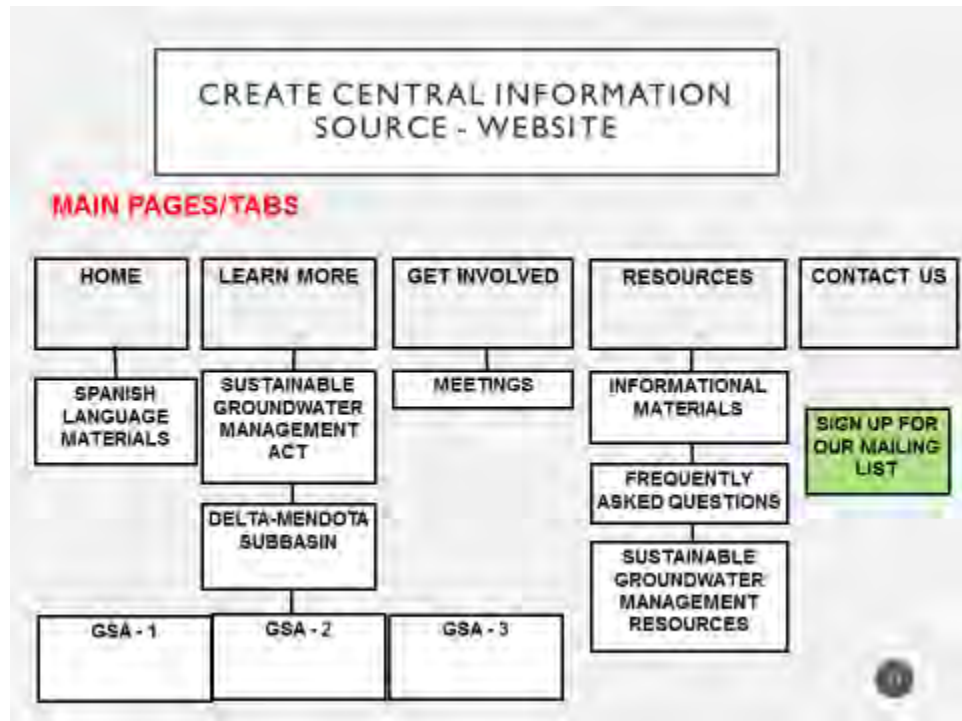 CREATE CENTRAL INFORMATION
SOURCE - WEBSITE
MAIN PAGES/TABS
HOME
LEARN MORE
GET INVOLVED
RESOURCES
CONTACT US
SPANISH
LANGUAGE
MATERIALS
SUSTAINABLE
GROUNDWATER
MANAGEMENT
ACT
MEETINGS
INFORMATIONAL
MATERIALS
SIGN UP FOR
OUR MAILING
LIST
FREQUENTLY
ASKED QUESTIONS
DELTA-MENDOTA
SUBBASIN
SUSTAINABLE
GROUNDWATER
MANAGEMENT
RESOURCES
GSA - 1
GSA - 2
GSA - 3